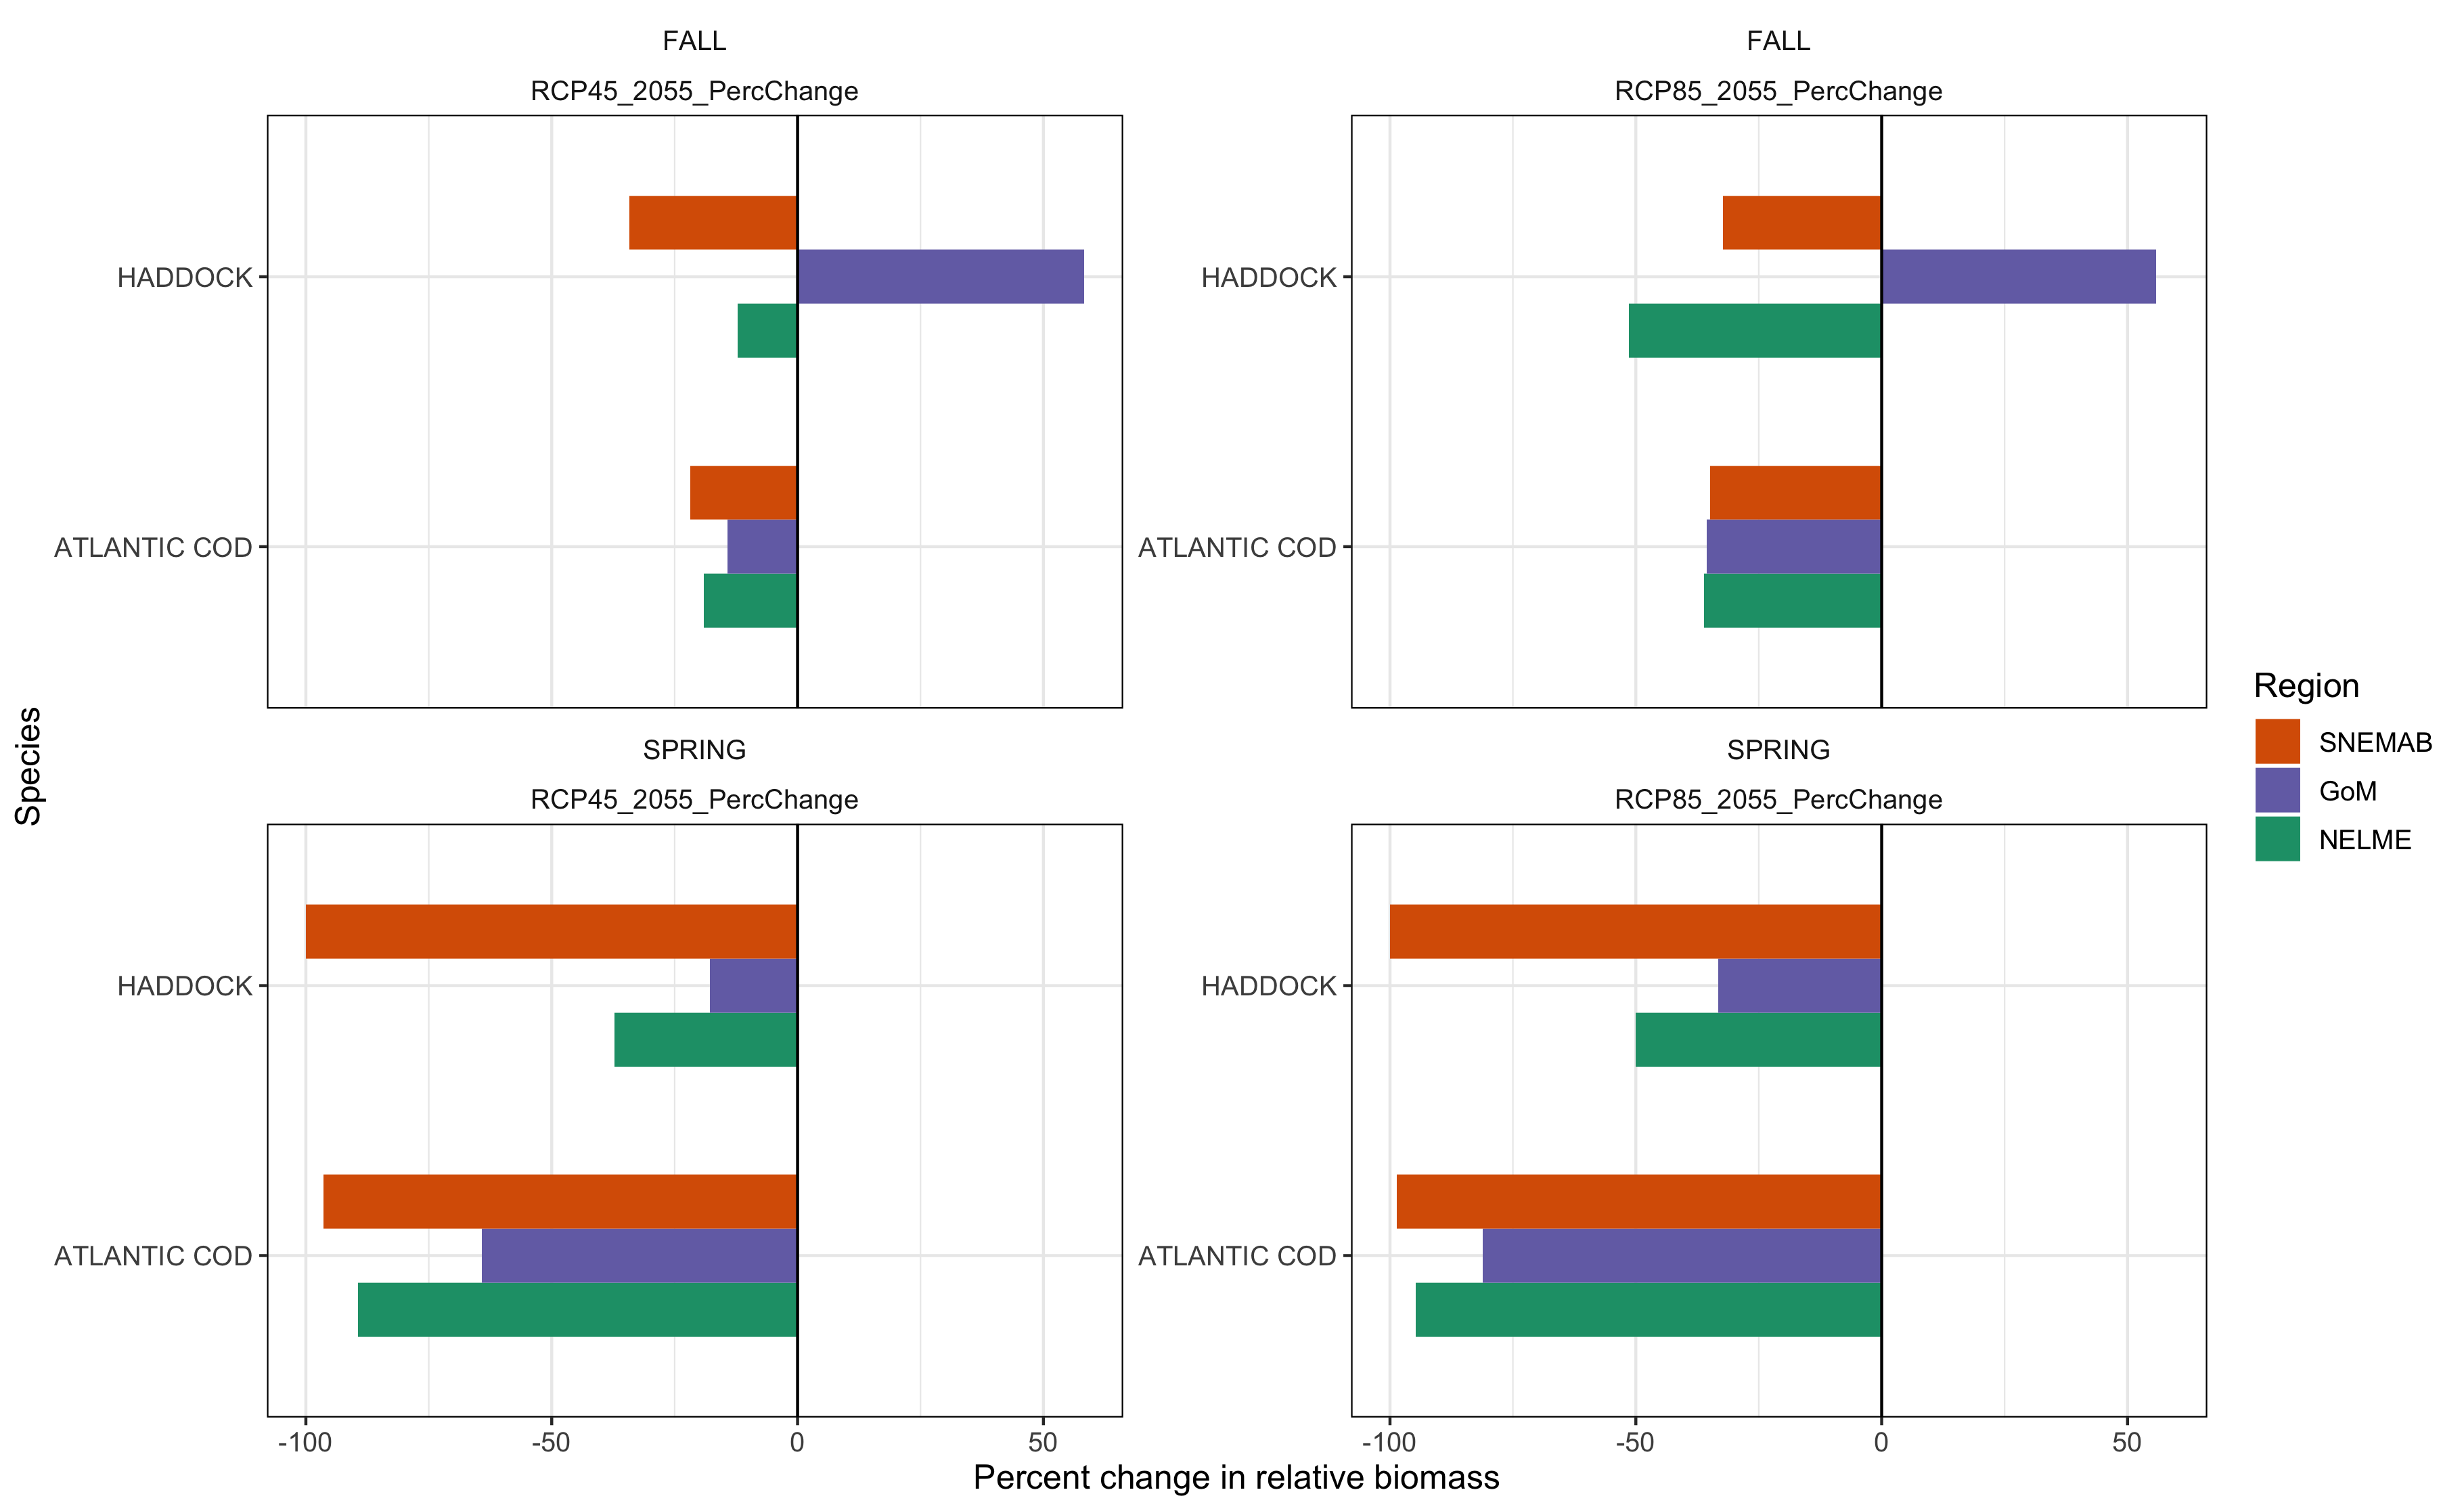 FALL
RCP45_2055_PercChange
FALL
RCP85_2055_PercChange
HADDOCK
ATLANTIC COD
HADDOCK
ATLANTIC COD
SPRING
RCP45_2055_PercChange
SPRING
RCP85_2055_PercChange
HADDOCK
ATLANTIC COD
HADDOCK
ATLANTIC COD
-100 -50 0 50
-100 -50 0 50
Percent change in relative biomass
Species
Region
SNEMAB
GoM
NELME